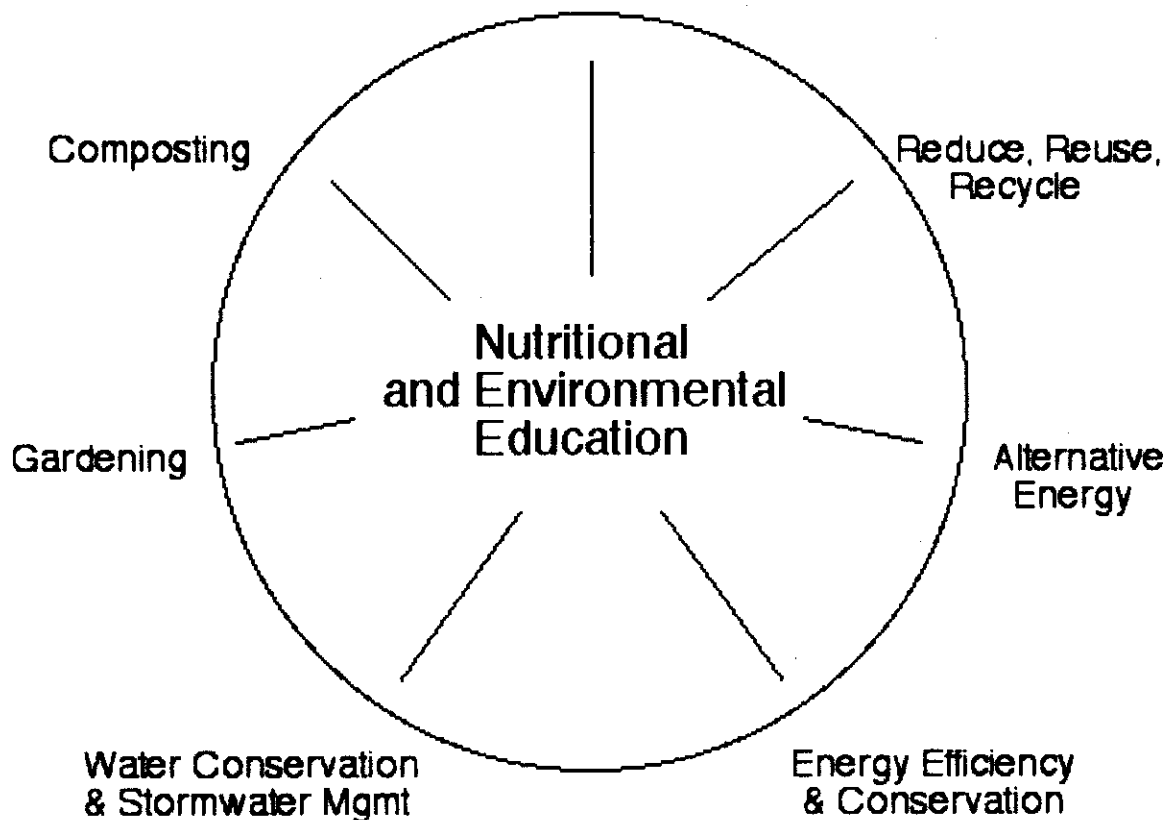 Composting
Reduce, Reuse,
Recycle
Nutritional
and Environmental
Education
Gardening
Alternative
Energy
Water Conservation
& Stormwater Mgmt
Energy Efficiency
& Conservation